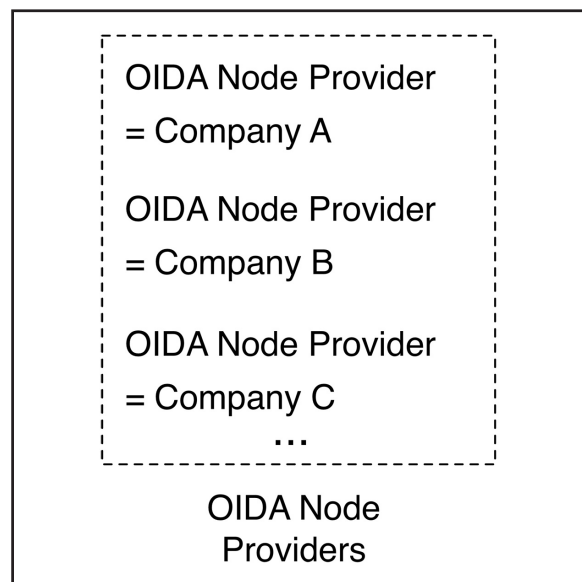 OIDA Node Provider
= Company A
OIDA Node Provider
= Company B
OIDA Node Provider
= Company C
...
OIDA Node
Providers